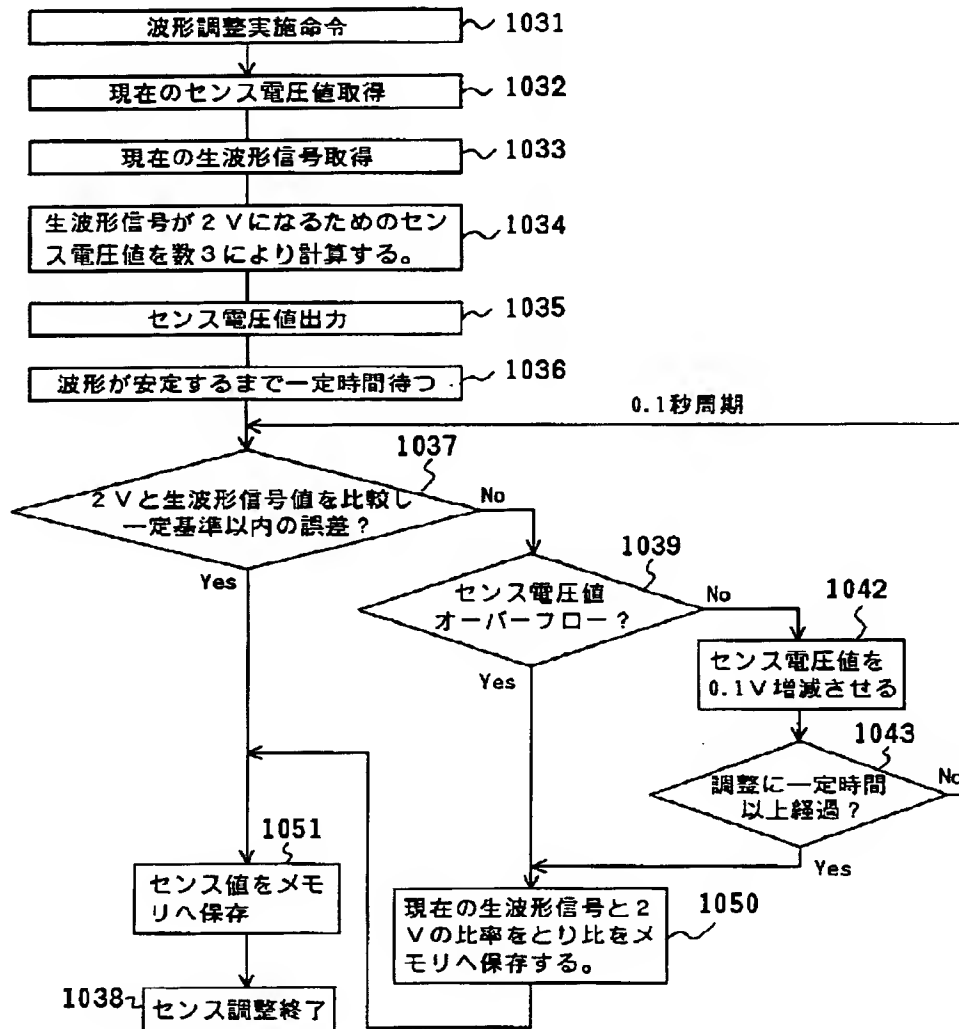 波形調整実施命令
1031
現在のセンス電圧値取得
1032
現在の生波形信号取得
1033
生波形信号が2Vになるためのセン
ス電圧値を数3により計算する。
1034
センス電圧値出力
1035
波形が安定するまで一定時間待つ
1036
0.1秒周期
1037
2Vと生波形信号値を比較し
一定基準以内の誤差?
No
Yes
1039
センス電圧値
オーバーフロー?
No
Yes
1042
センス電圧値を
0.1V増減させる
1043
調整に一定時間
以上経過?
No
Yes
1051
センス値をメモ
リへ保存
1050
現在の生波形信号と2
Vの比率をとり比をメ
モリへ保存する。
1038
センス調整終了